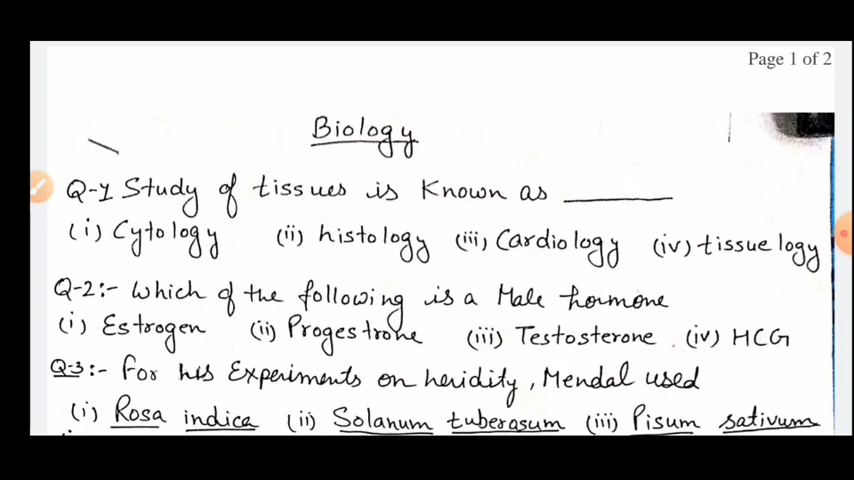 Page 1 of 2
Biology
Q-1 Study of tissues is Known as ________
(i) Cytology (ii) histology (iii) Cardiology (iv) tissue logy
Q-2:- Which of the following is a Male hormone
(i) Estrogen (ii) Progestrone (iii) Testosterone (iv) HCG
Q-3:- For his Experiments on heridity, Mendal used
(i) Rosa indica (ii) Solanum tuberasum (iii) Pisum sativum